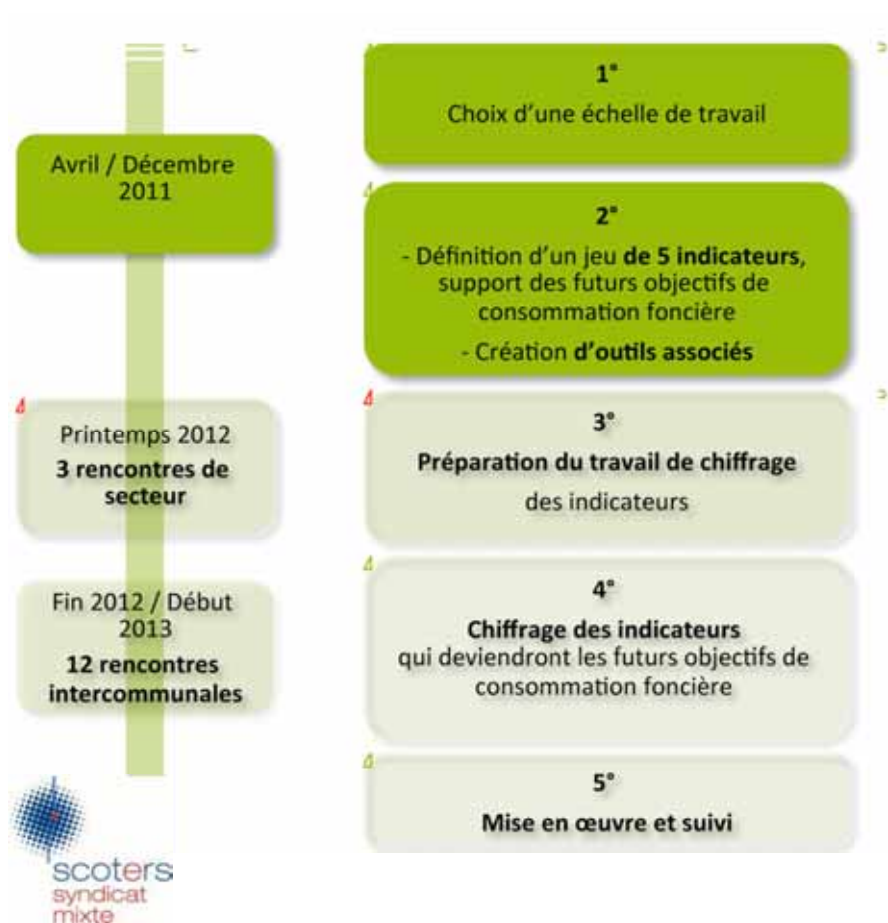 Avril / Décembre
2011
1°
Choix d'une échelle de travail
2°
- Définition d'un jeu de 5 indicateurs,
support des futurs objectifs de
consommation foncière
- Création d'outils associés
Printemps 2012
3 rencontres de
secteur
3°
Préparation du travail de chiffrage
des indicateurs
Fin 2012 / Début
2013
12 rencontres
intercommunales
4°
Chiffrage des indicateurs
qui deviendront les futurs objectifs de
consommation foncière
5°
Mise en œuvre et suivi
scoters
syndicat
mixte